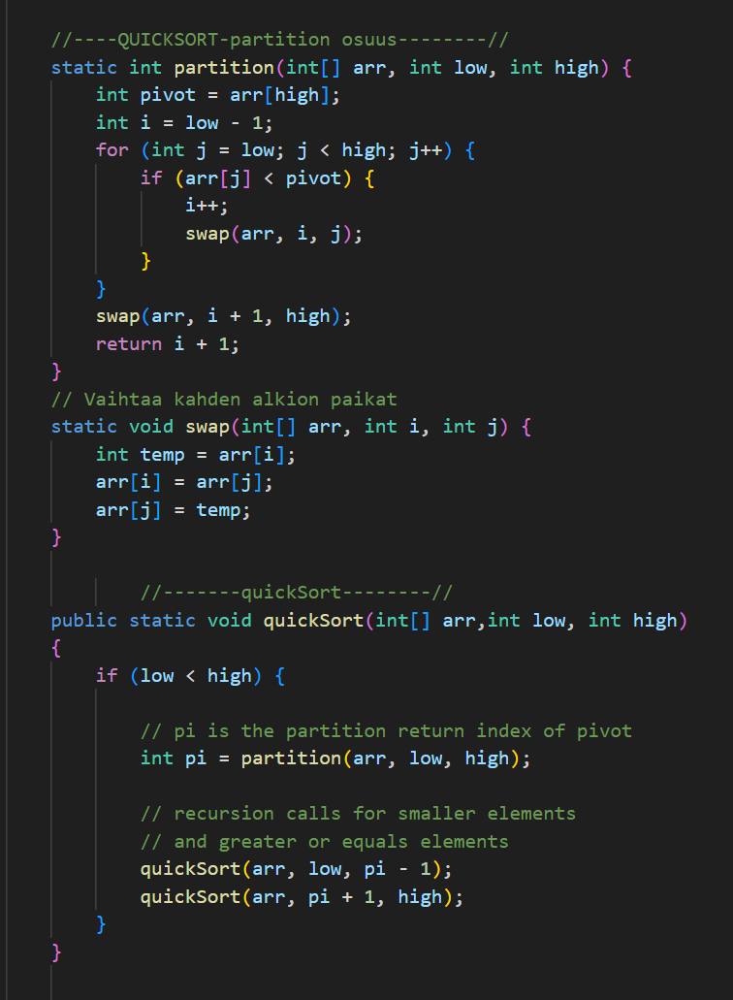 //----QUICKSORT-partition osuus--------//
static int partition(int[] arr, int low, int high) {
    int pivot = arr[high];
    int i = low - 1;
    for (int j = low; j < high; j++) {
        if (arr[j] < pivot) {
            i++;
            swap(arr, i, j);
        }
    }
    swap(arr, i + 1, high);
    return i + 1;
}
// Vaihtaa kahden alkion paikat
static void swap(int[] arr, int i, int j) {
    int temp = arr[i];
    arr[i] = arr[j];
    arr[j] = temp;
}
        //-------quickSort--------//
public static void quickSort(int[] arr,int low, int high)
{
    if (low < high) {
        // pi is the partition return index of pivot
        int pi = partition(arr, low, high);
        // recursion calls for smaller elements
        // and greater or equals elements
        quickSort(arr, low, pi - 1);
        quickSort(arr, pi + 1, high);
    }
}